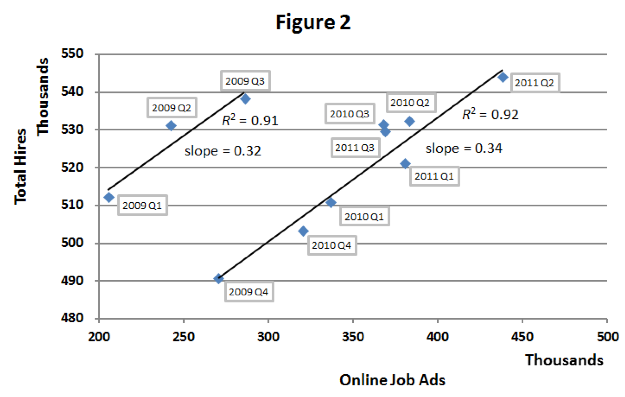 Figure 2
Thousands
Total Hires
550
540
530
520
510
500
490
480
2009 Q3
2009 Q2
R² = 0.91
slope = 0.32
2009 Q1
2011 Q2
2010 Q2
2010 Q3
R² = 0.92
2011 Q3
slope = 0.34
2011 Q1
2010 Q1
2010 Q4
2009 Q4
200
250
300
350
400
450
500
Thousands
Online Job Ads